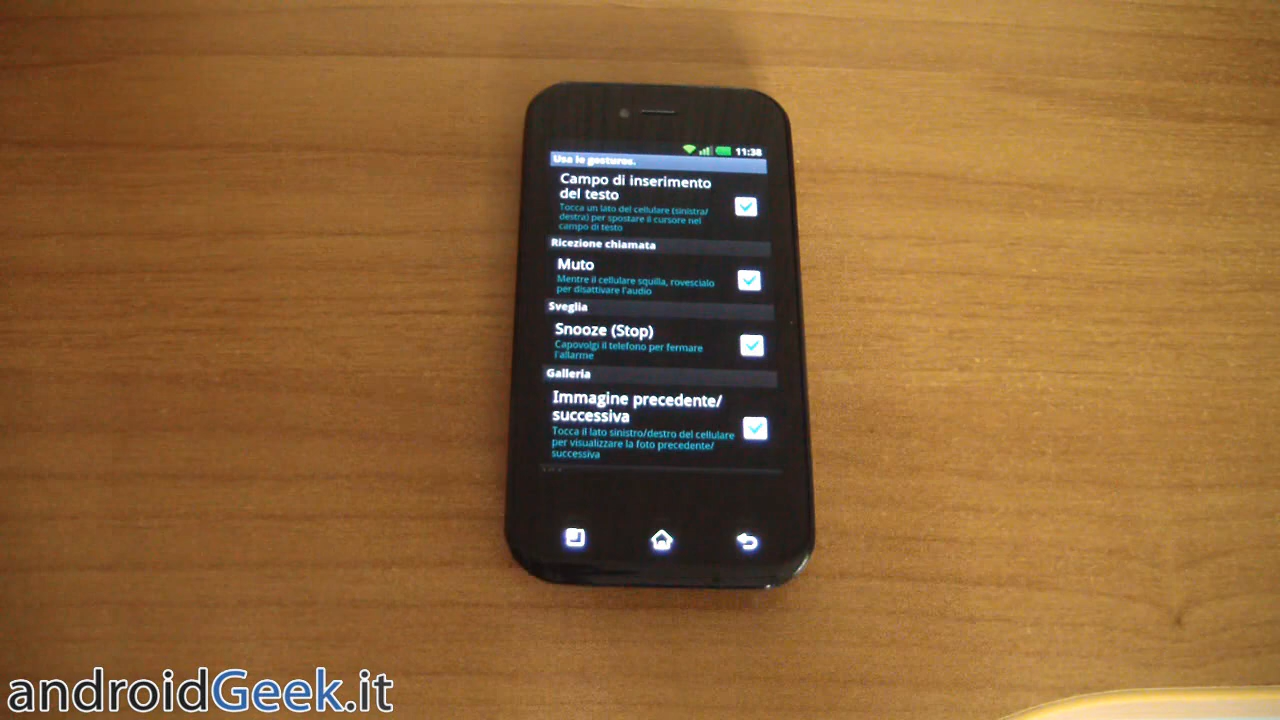 11:38
Usa le gestures.
Campo di inserimento
del testo
Tocca un lato del cellulare (sinistra/
destra) per spostare il cursore nel
campo di testo
Ricezione chiamata
Muto
Mentre il cellulare squilla, rovescialo
per disattivare l'audio
Sveglia
Snooze (Stop)
Capovolgi il telefono per fermare
l'allarme
Galleria
Immagine precedente/
successiva
Tocca il lato sinistro/destro del cellulare
per visualizzare la foto precedente/
successiva
androidGeek.it